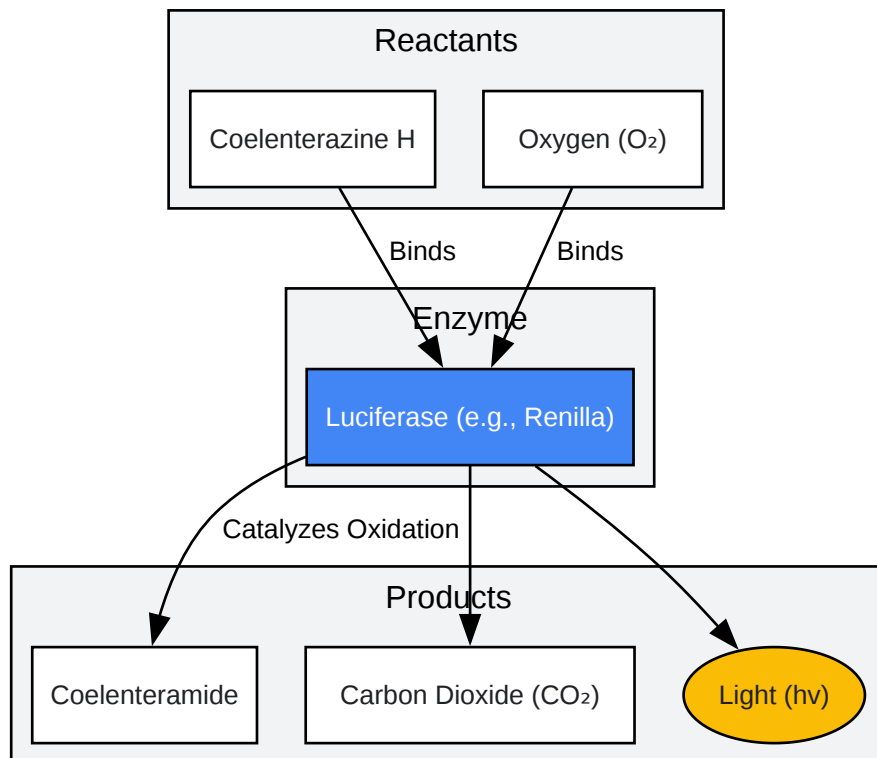 Reactants
Coelenterazine H
Oxygen (O₂)
Binds
Binds
Enzyme
Luciferase (e.g., Renilla)
Catalyzes Oxidation
Products
Coelenteramide
Carbon Dioxide (CO₂)
Light (hv)